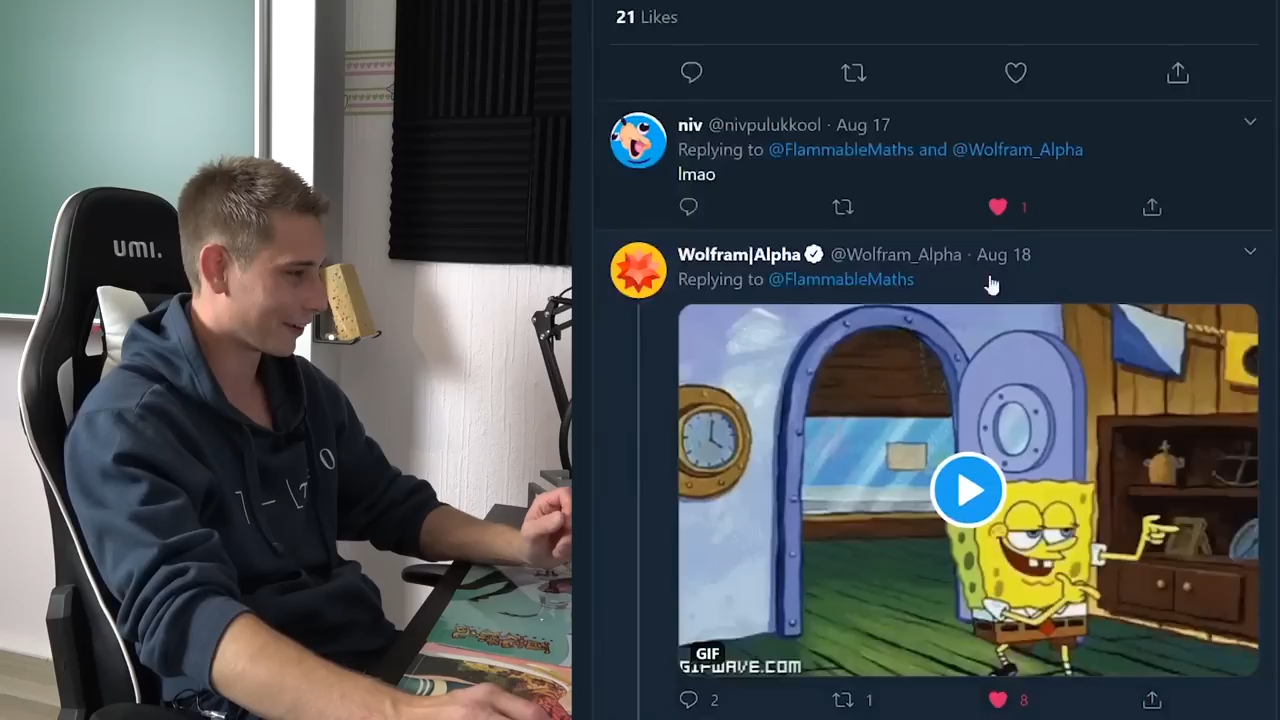 umi.
21 Likes
niv @nivpulukkool · Aug 17
Replying to @FlammableMaths and @Wolfram_Alpha
lmao
1
Wolfram|Alpha @Wolfram_Alpha · Aug 18
Replying to @FlammableMaths
GIF
GIFWAVE.COM
2 1 8